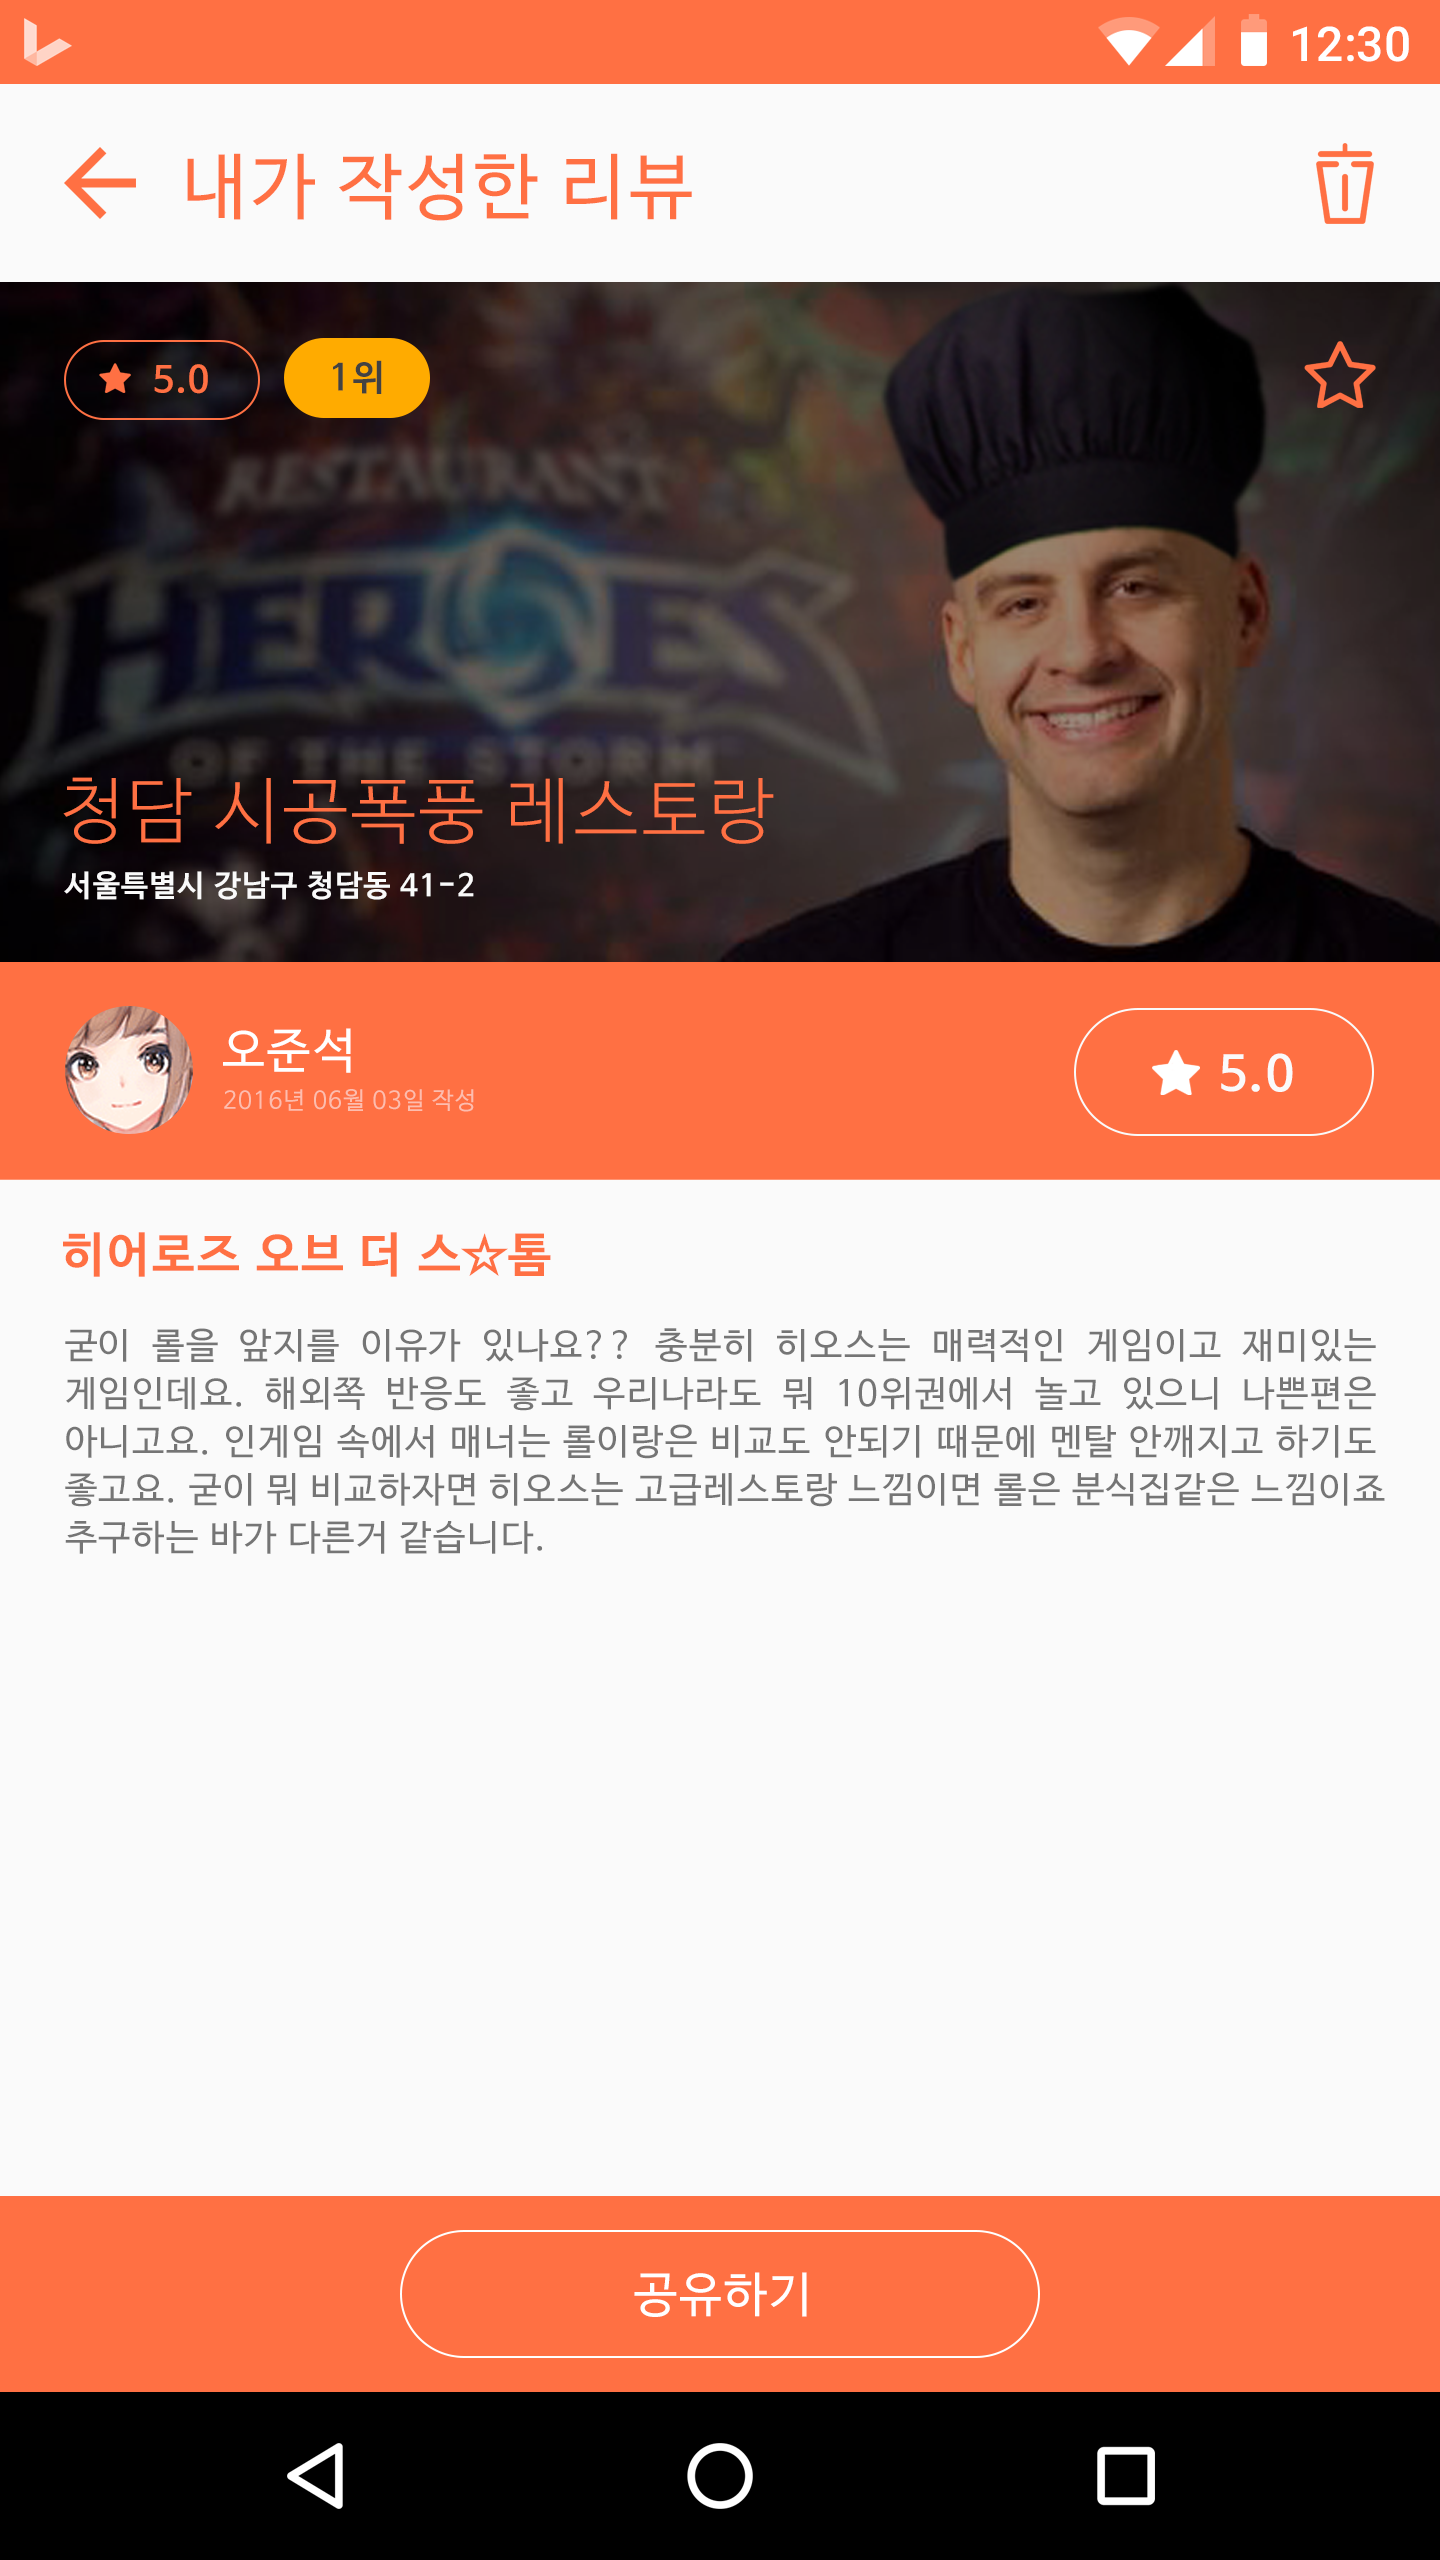 12:30
내가 작성한 리뷰
5.0
1위
RESTAURANT
HEROES
OF THE STORM
청담 시공폭풍 레스토랑
서울특별시 강남구 청담동 41-2
오준석
2016년 06월 03일 작성
5.0
히어로즈 오브 더 스☆톰
굳이 롤을 앞지를 이유가 있나요?? 충분히 히오스는 매력적인 게임이고 재미있는
게임인데요. 해외쪽 반응도 좋고 우리나라도 뭐 10위권에서 놀고 있으니 나쁜편은
아니고요. 인게임 속에서 매너는 롤이랑은 비교도 안되기 때문에 멘탈 안깨지고 하기도
좋고요. 굳이 뭐 비교하자면 히오스는 고급레스토랑 느낌이면 롤은 분식집같은 느낌이죠
추구하는 바가 다른거 같습니다.
공유하기